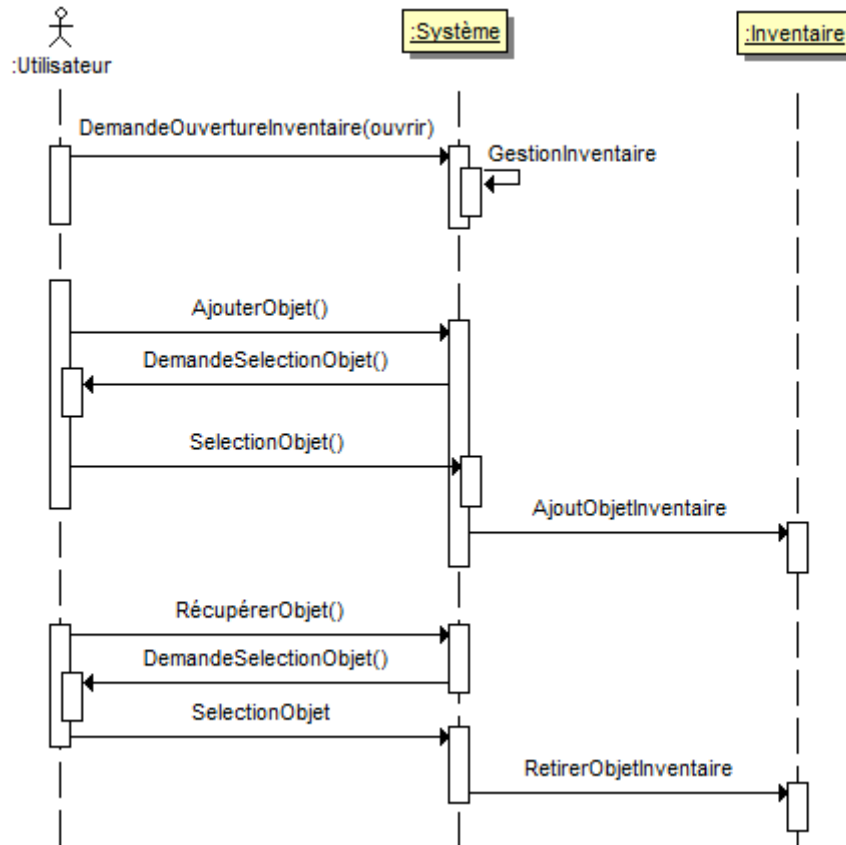 :Utilisateur
:Système
:Inventaire
DemandeOuvertureInventaire(ouvrir)
GestionInventaire
AjouterObjet()
DemandeSelectionObjet()
SelectionObjet()
AjoutObjetInventaire
RécupérerObjet()
DemandeSelectionObjet()
SelectionObjet
RetirerObjetInventaire